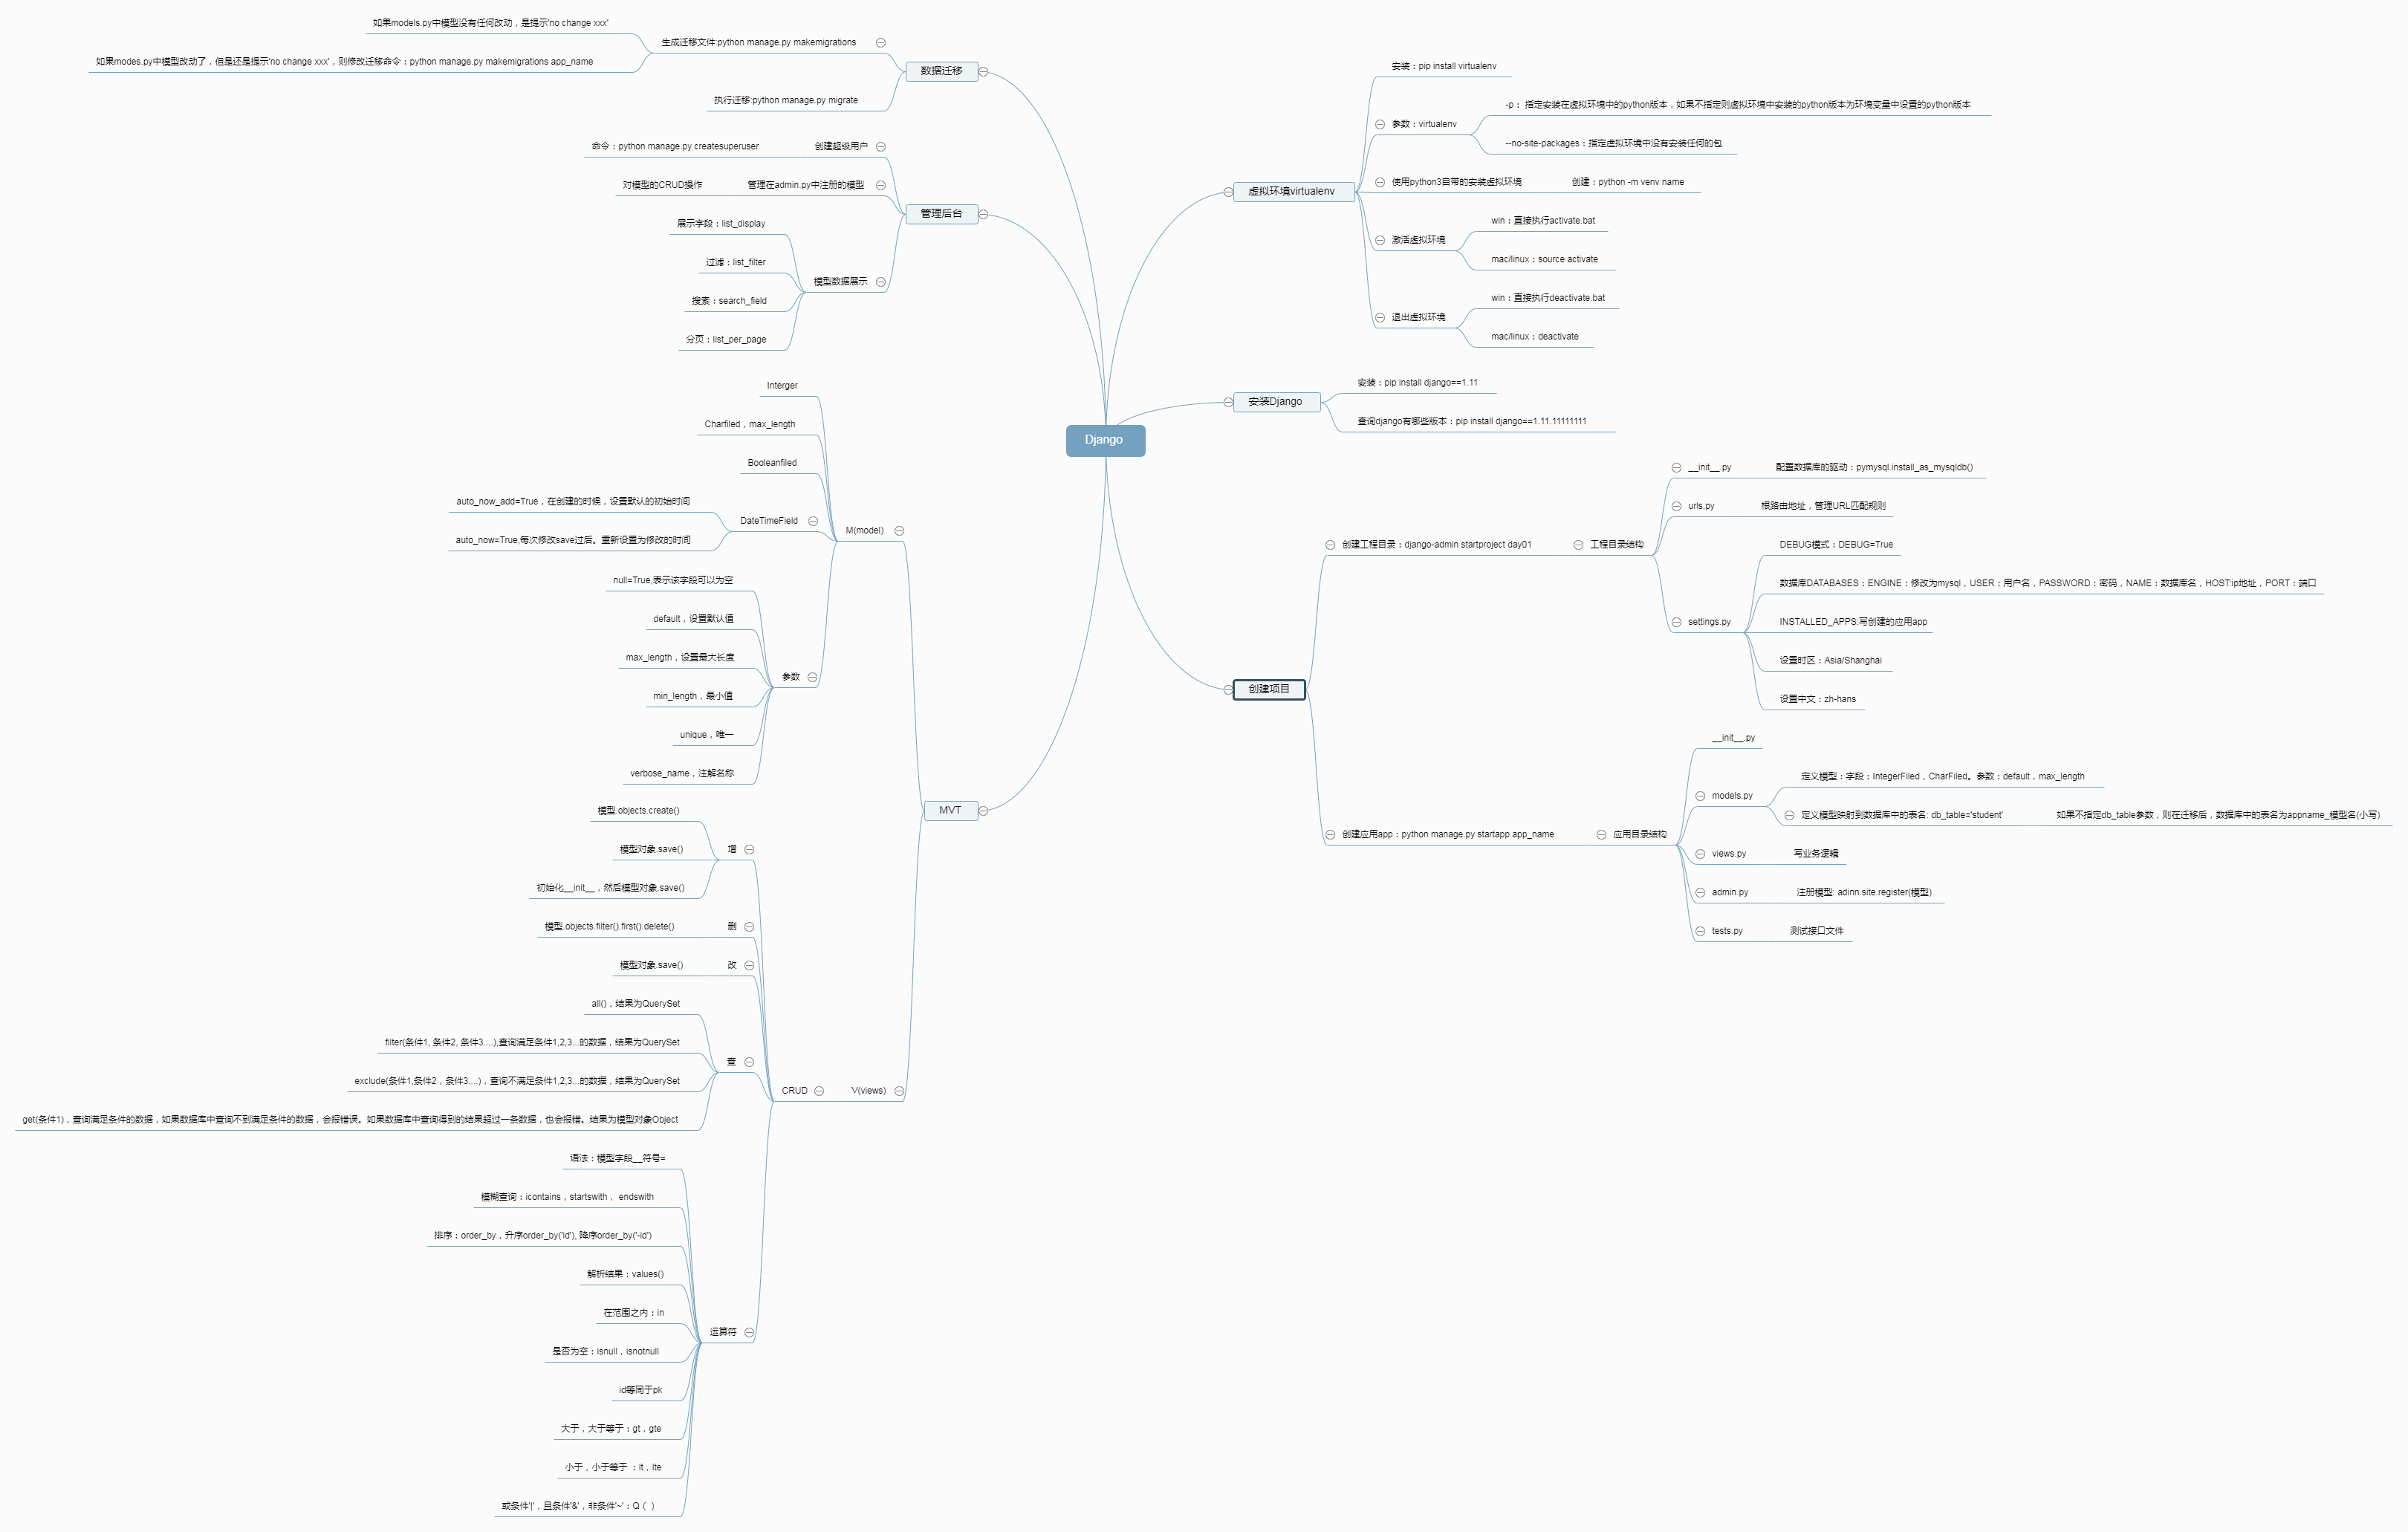 Django
虚拟环境virtualenv
安装：pip install virtualenv
参数：virtualenv
-p： 指定安装在虚拟环境中的python版本，如果不指定则虚拟环境中安装的python版本为环境变量中设置的python版本
--no-site-packages：指定虚拟环境中没有安装任何的包
使用python3自带的安装虚拟环境
创建：python -m venv name
激活虚拟环境
win：直接执行activate.bat
mac/linux：source activate
退出虚拟环境
win：直接执行deactivate.bat
mac/linux：deactivate
安装Django
安装：pip install django==1.11
查询django有哪些版本：pip install django==1.11.11111111
创建项目
创建工程目录：django-admin startproject day01
工程目录结构
__init__.py
配置数据库的驱动：pymysql.install_as_mysqldb()
urls.py
根路由地址，管理URL匹配规则
settings.py
DEBUG模式：DEBUG=True
数据库DATABASES：ENGINE：修改为mysql，USER：用户名，PASSWORD：密码，NAME：数据库名，HOST:ip地址，PORT：端口
INSTALLED_APPS:写创建的应用app
设置时区：Asia/Shanghai
设置中文：zh-hans
创建应用app：python manage.py startapp app_name
应用目录结构
__init__.py
models.py
定义模型：字段：IntegerFiled，CharFiled。参数：default，max_length
定义模型映射到数据库中的表名: db_table='student'
如果不指定db_table参数，则在迁移后，数据库中的表名为appname_模型名(小写)
views.py
写业务逻辑
admin.py
注册模型: adinn.site.register(模型)
tests.py
测试接口文件
数据迁移
生成迁移文件:python manage.py makemigrations
如果models.py中模型没有任何改动，是提示'no change xxx'
如果modes.py中模型改动了，但是还是提示'no change xxx'，则修改迁移命令：python manage.py makemigrations app_name
执行迁移:python manage.py migrate
管理后台
创建超级用户
命令：python manage.py createsuperuser
管理在admin.py中注册的模型
对模型的CRUD操作
模型数据展示
展示字段：list_display
过滤：list_filter
搜索：search_field
分页：list_per_page
MVT
M(model)
Interger
Charfiled，max_length
Booleanfiled
DateTimeField
auto_now_add=True，在创建的时候，设置默认的初始时间
auto_now=True,每次修改save过后。重新设置为修改的时间
参数
null=True,表示该字段可以为空
default，设置默认值
max_length，设置最大长度
min_length，最小值
unique，唯一
verbose_name，注解名称
V(views)
CRUD
增
模型.objects.create()
模型对象.save()
初始化__init__，然后模型对象.save()
删
模型.objects.filter().first().delete()
改
模型对象.save()
查
all()，结果为QuerySet
filter(条件1, 条件2, 条件3....),查询满足条件1,2,3...的数据，结果为QuerySet
exclude(条件1,条件2，条件3....)，查询不满足条件1,2,3...的数据，结果为QuerySet
get(条件1)，查询满足条件的数据，如果数据库中查询不到满足条件的数据，会报错误。如果数据库中查询得到的结果超过一条数据，也会报错。结果为模型对象Object
运算符
语法：模型字段__符号=
模糊查询：icontains，startswith， endswith
排序：order_by，升序order_by('id'), 降序order_by('-id')
解析结果：values()
在范围之内：in
是否为空：isnull，isnotnull
id等同于pk
大于，大于等于：gt，gte
小于，小于等于 ：lt，lte
或条件'|'，且条件'&'，非条件'~'：Q（ ）